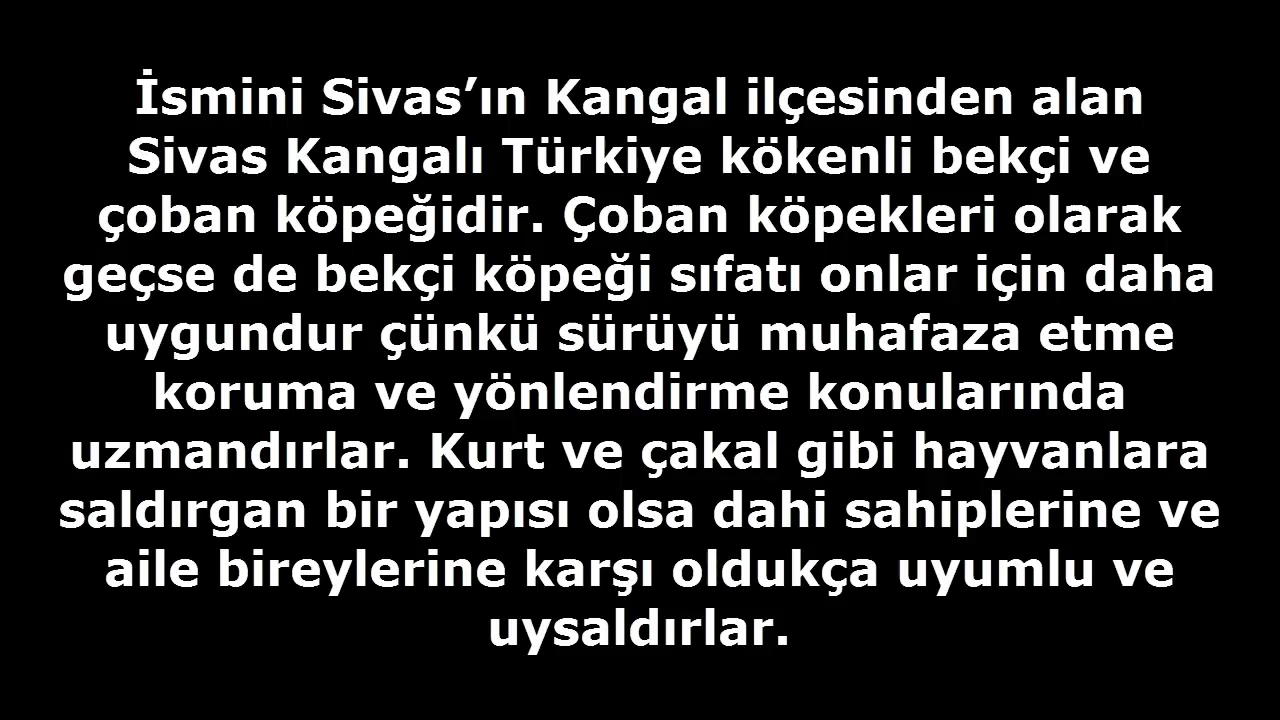 İsmini Sivas’ın Kangal ilçesinden alan
Sivas Kangalı Türkiye kökenli bekçi ve
çoban köpeğidir. Çoban köpekleri olarak
geçse de bekçi köpeği sıfatı onlar için daha
uygundur çünkü sürüyü muhafaza etme
koruma ve yönlendirme konularında
uzmandırlar. Kurt ve çakal gibi hayvanlara
saldırgan bir yapısı olsa dahi sahiplerine ve
aile bireylerine karşı oldukça uyumlu ve
uysaldırlar.